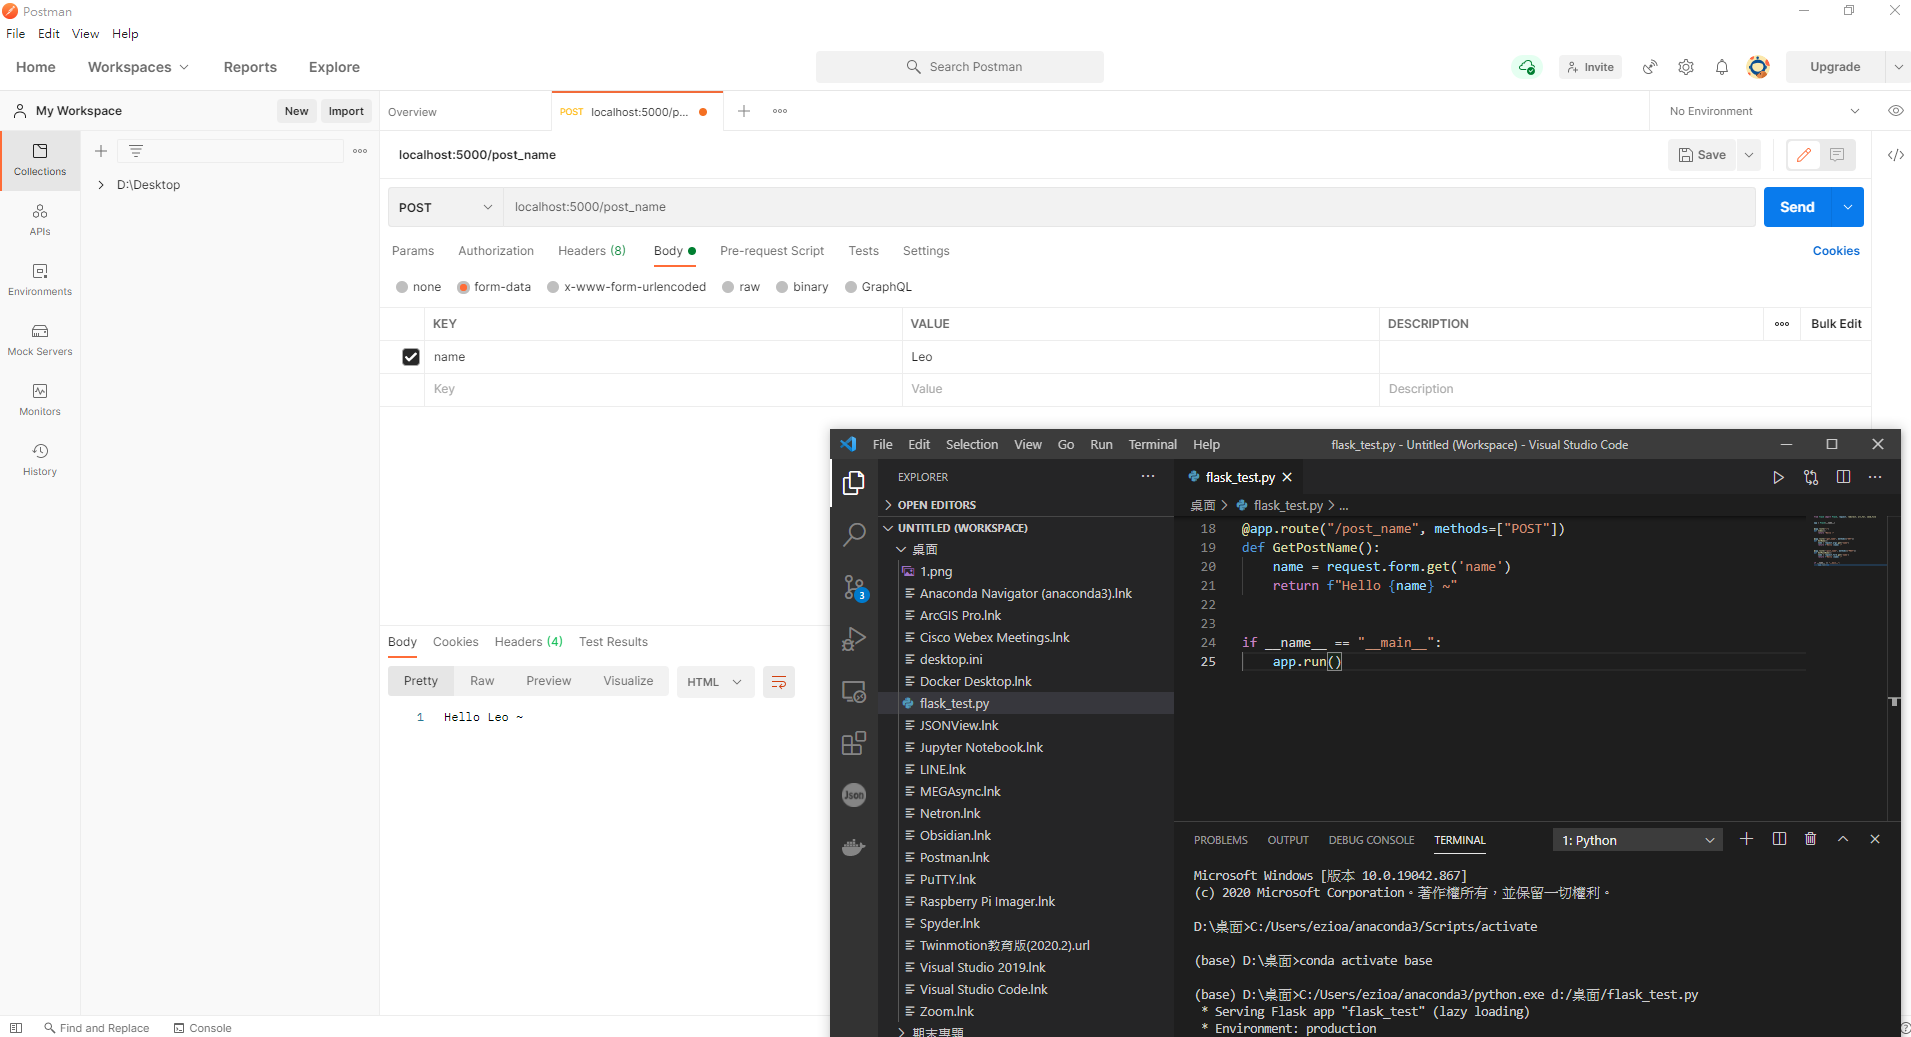 Postman
File Edit View Help
Home Workspaces Reports Explore
Search Postman
Invite
Upgrade
My Workspace
New Import
Overview
POST localhost:5000/p...
No Environment
Collections
D:\Desktop
APIs
Environments
Mock Servers
Monitors
History
localhost:5000/post_name
Save
POST localhost:5000/post_name
Send
Params Authorization Headers (8) Body Pre-request Script Tests Settings
Cookies
none form-data x-www-form-urlencoded raw binary GraphQL
KEY VALUE DESCRIPTION
Bulk Edit
name Leo
Key Value Description
Body Cookies Headers (4) Test Results
Pretty Raw Preview Visualize HTML
1 Hello Leo ~
Find and Replace Console
File Edit Selection View Go Run Terminal Help
flask_test.py - Untitled (Workspace) - Visual Studio Code
3
Json
EXPLORER
OPEN EDITORS
UNTITLED (WORKSPACE)
桌面
1.png
Anaconda Navigator (anaconda3).lnk
ArcGIS Pro.lnk
Cisco Webex Meetings.lnk
desktop.ini
Docker Desktop.lnk
flask_test.py
JSONView.lnk
Jupyter Notebook.lnk
LINE.lnk
MEGAsync.lnk
Netron.lnk
Obsidian.lnk
Postman.lnk
PuTTY.lnk
Raspberry Pi Imager.lnk
Spyder.lnk
Twinmotion教育版(2020.2).url
Visual Studio 2019.lnk
Visual Studio Code.lnk
Zoom.lnk
期末專題
flask_test.py
桌面 > flask_test.py > ...
18 @app.route("/post_name", methods=["POST"])
19 def GetPostName():
20 name = request.form.get('name')
21 return f"Hello {name} ~"
22
23
24 if __name__ == "__main__":
25 app.run()
PROBLEMS OUTPUT DEBUG CONSOLE TERMINAL
1: Python
Microsoft Windows [版本 10.0.19042.867]
(c) 2020 Microsoft Corporation。著作權所有，並保留一切權利。
D:\桌面>C:/Users/ezioa/anaconda3/Scripts/activate
(base) D:\桌面>conda activate base
(base) D:\桌面>C:/Users/ezioa/anaconda3/python.exe d:/桌面/flask_test.py
* Serving Flask app "flask_test" (lazy loading)
* Environment: production